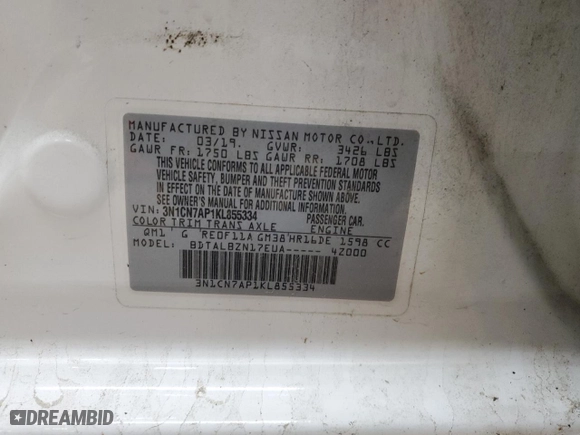 MANUFACTURED BY NISSAN MOTOR CO., LTD.
DATE: 03/19. GVWR: 3426 LBS
GAWR FR: 1750 LBS GAWR RR: 1708 LBS
THIS VEHICLE CONFORMS TO ALL APPLICABLE FEDERAL MOTOR
VEHICLE SAFETY, BUMPER AND THEFT PREVENTION STANDARDS
IN EFFECT ON THE DATE OF MANUFACTURE SHOWN ABOVE.
SEE OWNER'S MANUAL FOR ADDITIONAL INFORMATION.
VIN: 3N1CN7AP1KL855334 PASSENGER CAR
COLOR TRIM TRANS AXLE ENGINE
QM1 G RE0F11A GM38 HR16DE 1598 CC
MODEL: BDTALBZN17EUA----- 4Z000
3N1CN7AP1KL855334
DREAMBID